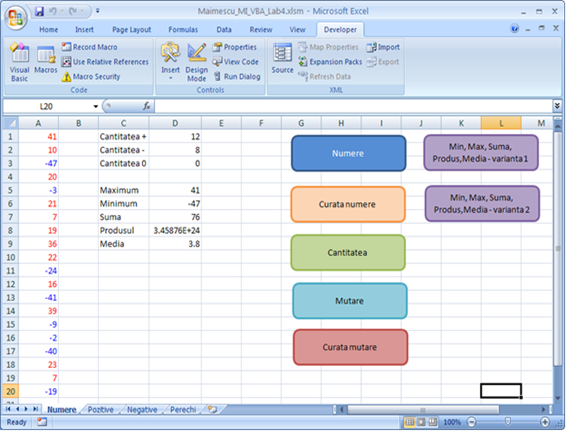 Maimescu_MI_VBA_Lab4.xlsm - Microsoft Excel
Home Insert Page Layout Formulas Data Review View Developer
Visual Basic
Macros
Record Macro
Use Relative References
Macro Security
Code
Insert
Design Mode
Properties
View Code
Run Dialog
Controls
Source
Map Properties
Expansion Packs
Refresh Data
Import
Export
XML
L20 fx
A B C D E F G H I J K L M
1 41 Cantitatea + 12
2 10 Cantitatea - 8
3 -47 Cantitatea 0 0
4 20
5 -3 Maximum 41
6 21 Minimum -47
7 7 Suma 76
8 19 Produsul 3.45876E+24
9 36 Media 3.8
10 22
11 -24
12 16
13 -41
14 39
15 -9
16 -2
17 -40
18 23
19 7
20 -19
Numere
Curata numere
Cantitatea
Mutare
Curata mutare
Min, Max, Suma,
Produs,Media - varianta 1
Min, Max, Suma,
Produs,Media - varianta 2
Numere Pozitive Negative Perechi
Ready 100%